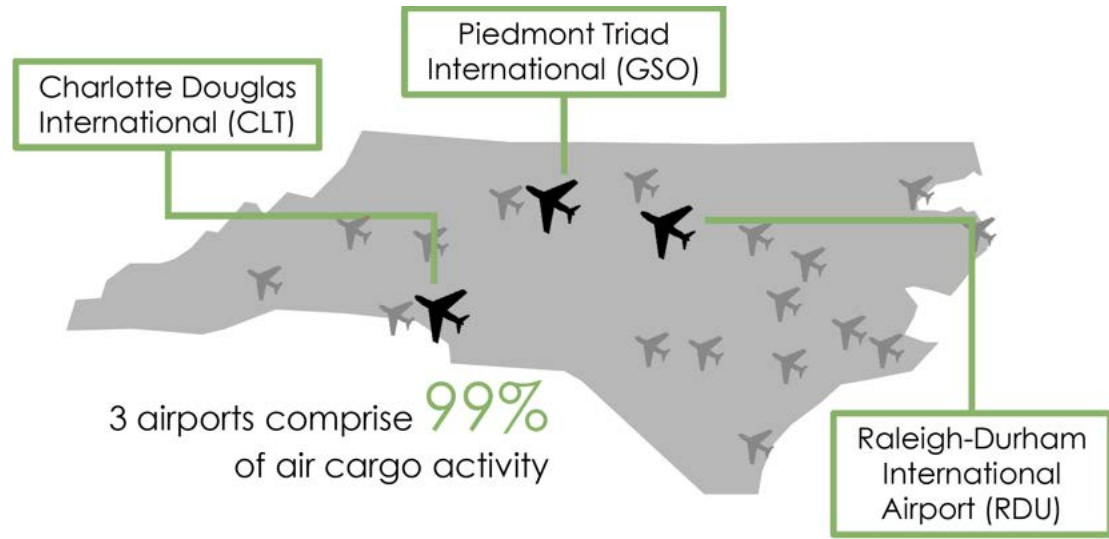 Piedmont Triad
International (GSO)
Charlotte Douglas
International (CLT)
3 airports comprise 99%
of air cargo activity
Raleigh-Durham
International
Airport (RDU)